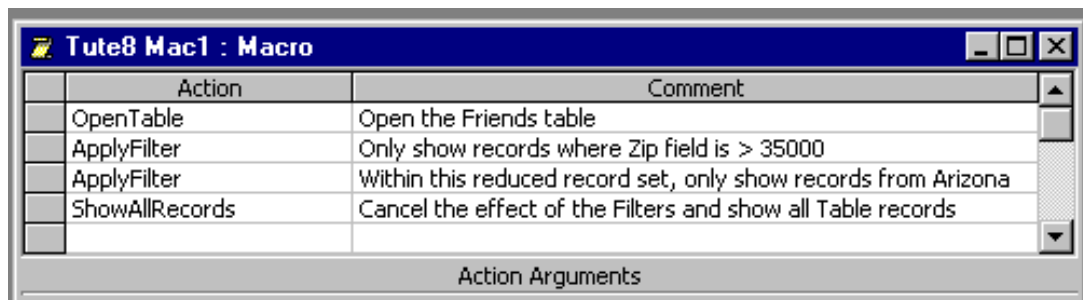 Tute8 Mac1 : Macro
Action Comment
OpenTable Open the Friends table
ApplyFilter Only show records where Zip field is > 35000
ApplyFilter Within this reduced record set, only show records from Arizona
ShowAllRecords Cancel the effect of the Filters and show all Table records
Action Arguments